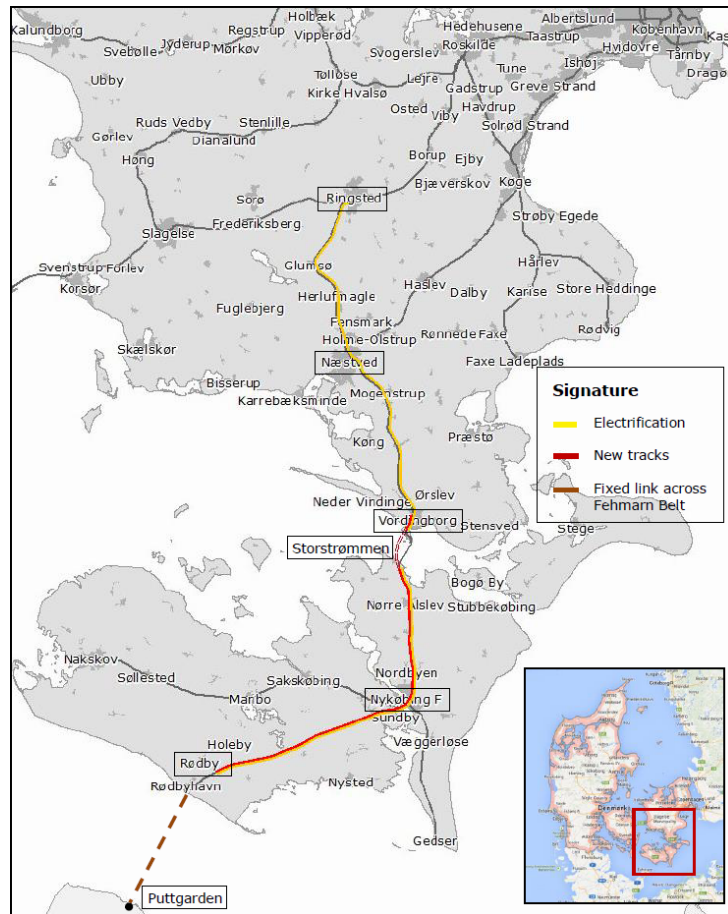 Kalundborg
Holbæk
Regstrup
Vipperød
Jyderup
Mørkøv
Svebølle
Hedehusene
Albertslund
København
Kas
Roskilde
Taastrup
Hvidovre
Tårnby
Dragø
Svogerslev
Ishøj
Ubby
Tølløse
Kirke Hvalsø
Lejre
Tune
Gadstrup
Greve Strand
Osted
Havdrup
Viby
Solrød Strand
Ruds Vedby
Stenlille
Dianalund
Gørlev
Høng
Borup
Ejby
Bjæverskov
Køge
Ringsted
Sorø
Frederiksberg
Slagelse
Strøby Egede
Svenstrup
Forlev
Korsør
Glumsø
Hårlev
Herlufmagle
Haslev
Dalby
Karise
Store Heddinge
Fuglebjerg
Fensmark
Holme-Olstrup
Rønnede
Faxe
Rødvig
Skælskør
Næstved
Faxe Ladeplads
Bisserup
Karrebæksminde
Mogenstrup
Køng
Præstø
Signature
Electrification
New tracks
Fixed link across
Fehmarn Belt
Neder Vindinge
Ørslev
Vordingborg
Stensved
Stege
Storstrømmen
Bogø By
Nørre Alslev
Stubbekøbing
Nakskov
Søllested
Maribo
Sakskøbing
Nordbyen
Nykøbing F
Sundby
Væggerløse
Holeby
Rødby
Rødbyhavn
Nysted
Gedser
Puttgarden